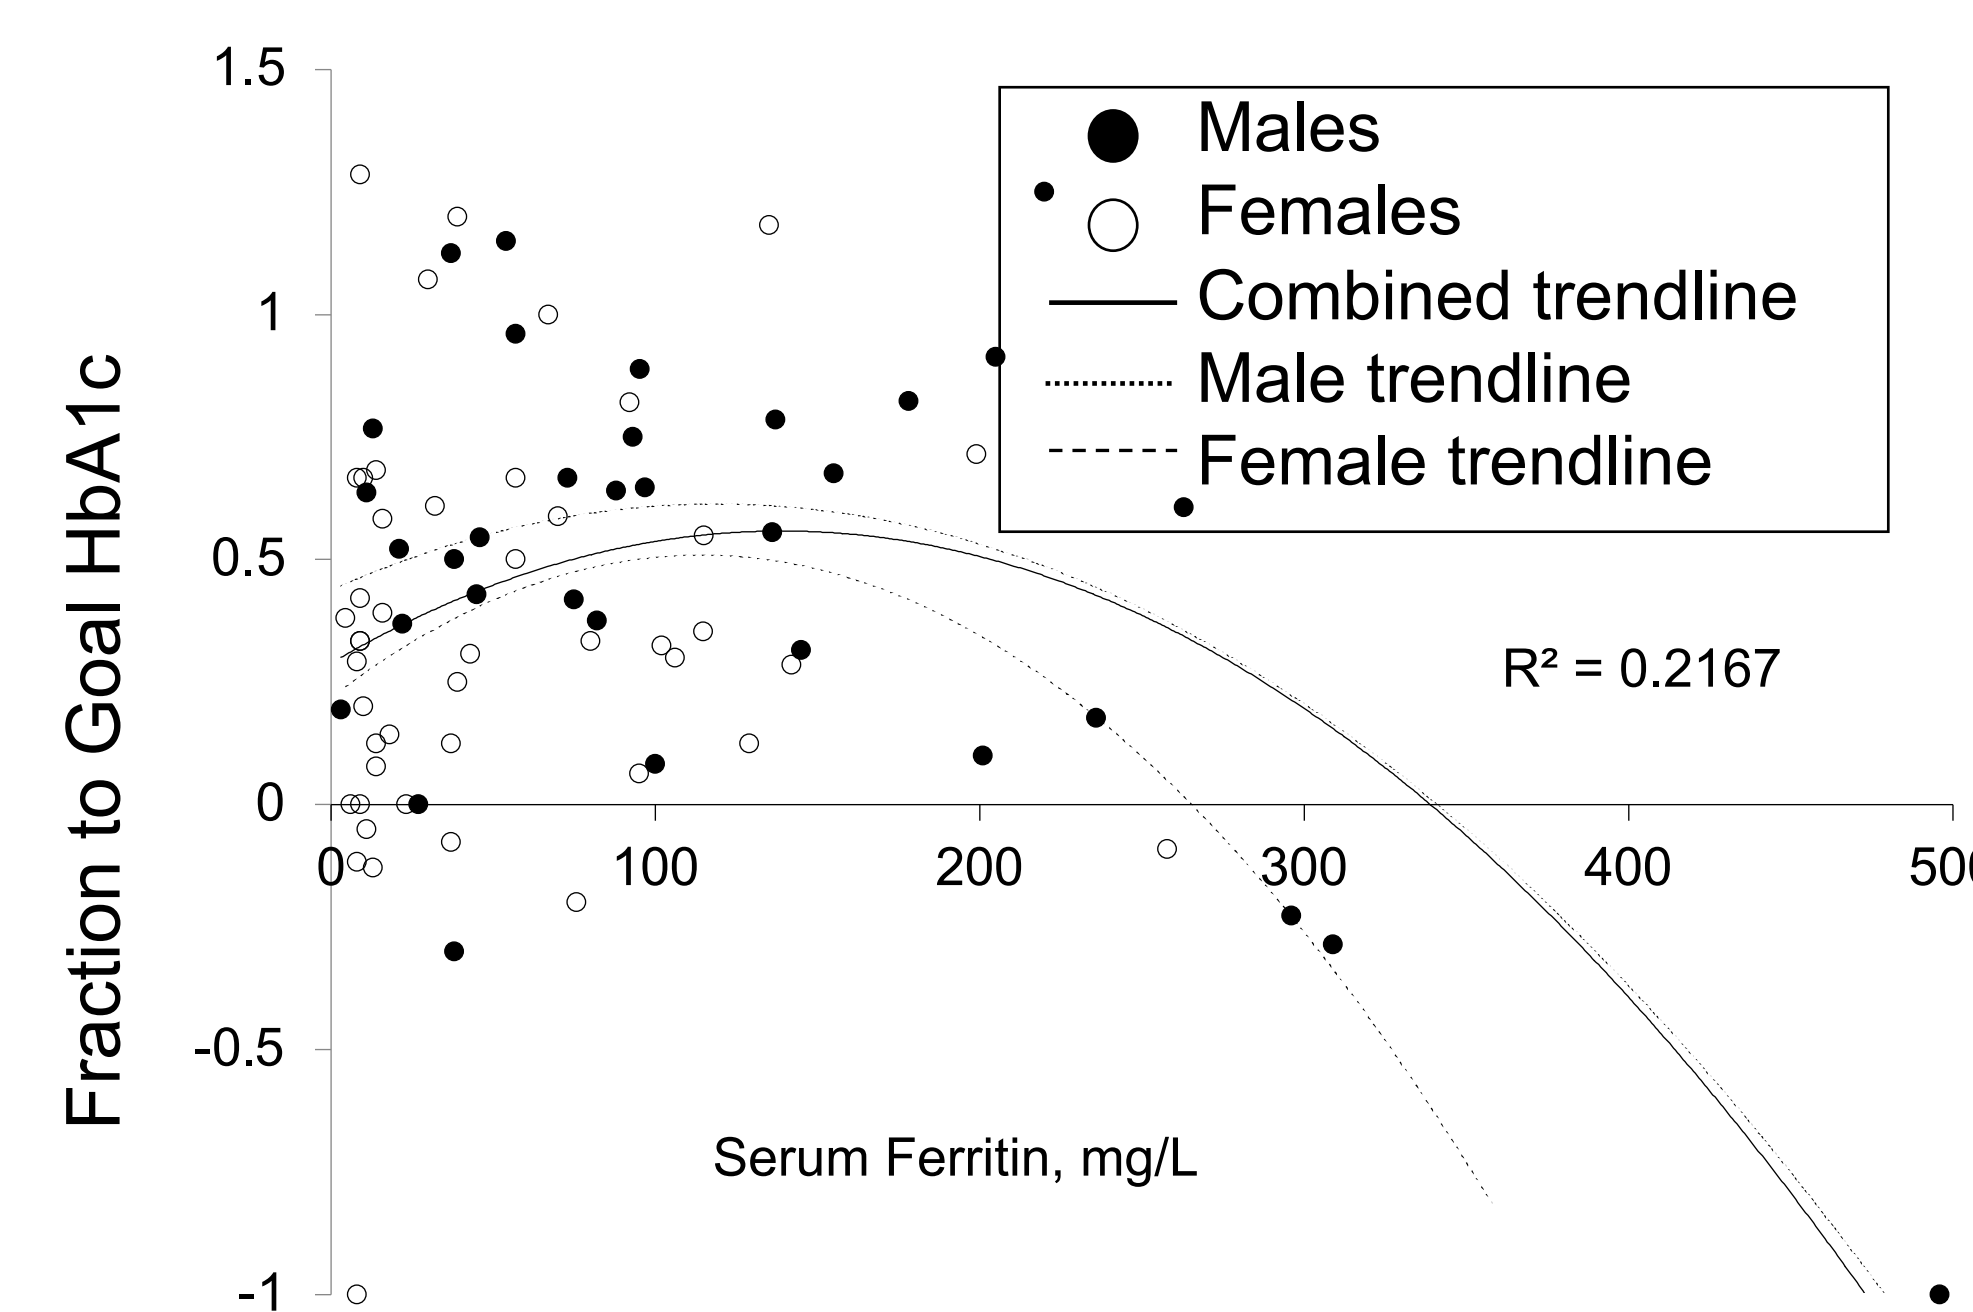 1.5
1
0.5
0
-0.5
-1
Fraction to Goal HbA1c
Males
Females
Combined trendline
Male trendline
Female trendline
R² = 0.2167
0 100 200 300 400
Serum Ferritin, mg/L